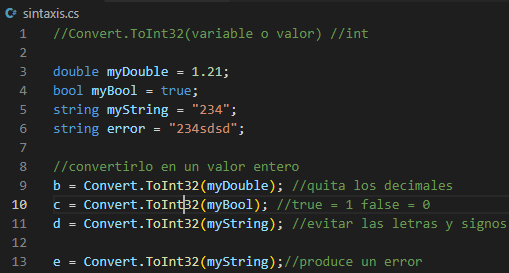 sintaxis.cs
1 //Convert.ToInt32(variable o valor) //int
2
3 double myDouble = 1.21;
4 bool myBool = true;
5 string myString = "234";
6 string error = "234sdsd";
7
8 //convertirlo en un valor entero
9 b = Convert.ToInt32(myDouble); //quita los decimales
10 c = Convert.ToInt32(myBool); //true = 1 false = 0
11 d = Convert.ToInt32(myString); //evitar las letras y signos
12
13 e = Convert.ToInt32(myString);//produce un error